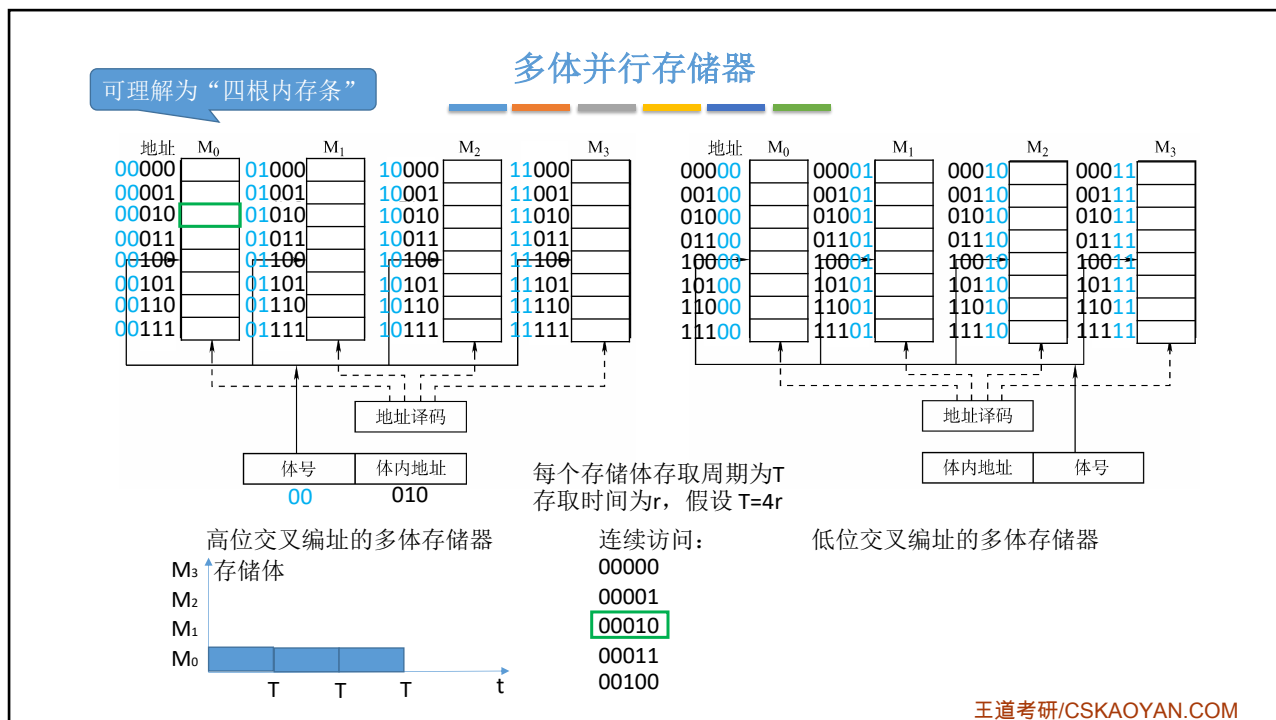 多体并行存储器
可理解为“四根内存条”
地址 M₀ M₁ M₂ M₃
00000 01000 10000 11000
00001 01001 10001 11001
00010 01010 10010 11010
00011 01011 10011 11011
00100 01100 10100 11100
00101 01101 10101 11101
00110 01110 10110 11110
00111 01111 10111 11111
地址译码
体号 体内地址
00 010
地址 M₀ M₁ M₂ M₃
00000 00001 00010 00011
00100 00101 00110 00111
01000 01001 01010 01011
01100 01101 01110 01111
10000 10001 10010 10011
10100 10101 10110 10111
11000 11001 11010 11011
11100 11101 11110 11111
地址译码
体内地址 体号
每个存储体存取周期为T
存取时间为r，假设 T=4r
高位交叉编址的多体存储器
存储体
M₃
M₂
M₁
M₀
T T T t
连续访问：
00000
00001
00010
00011
00100
低位交叉编址的多体存储器
王道考研/CSKAOYAN.COM